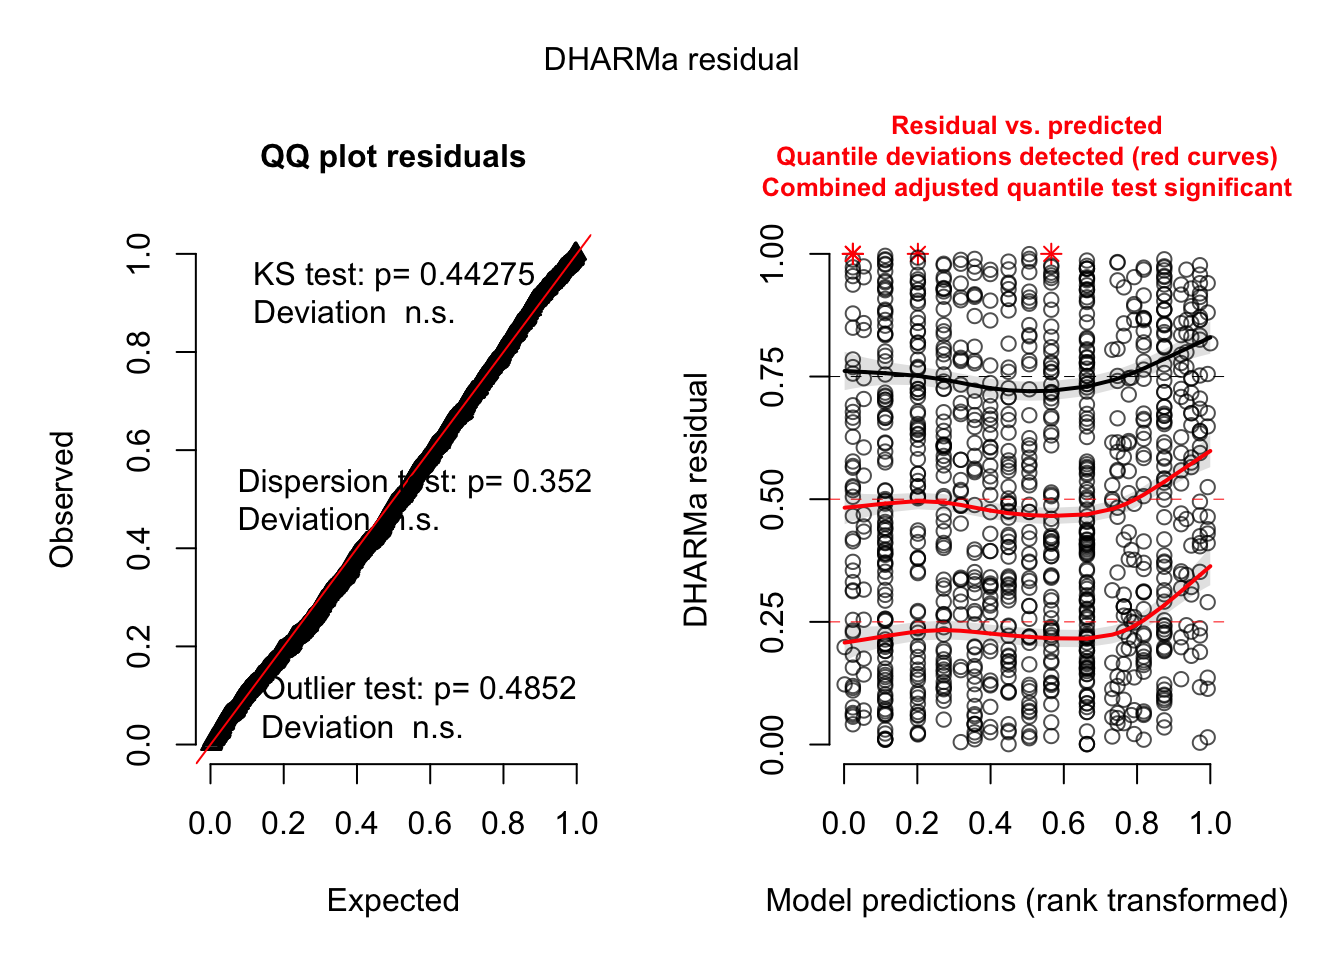 DHARMa residual
QQ plot residuals
KS test: p= 0.44275
Deviation  n.s.
Dispersion test: p= 0.352
Deviation  n.s.
Outlier test: p= 0.4852
Deviation  n.s.
Observed
0.0
0.2
0.4
0.6
0.8
1.0
0.0 0.2 0.4 0.6 0.8 1.0
Expected
Residual vs. predicted
Quantile deviations detected (red curves)
Combined adjusted quantile test significant
DHARMa residual
0.00
0.25
0.50
0.75
1.00
0.0 0.2 0.4 0.6 0.8 1.0
Model predictions (rank transformed)